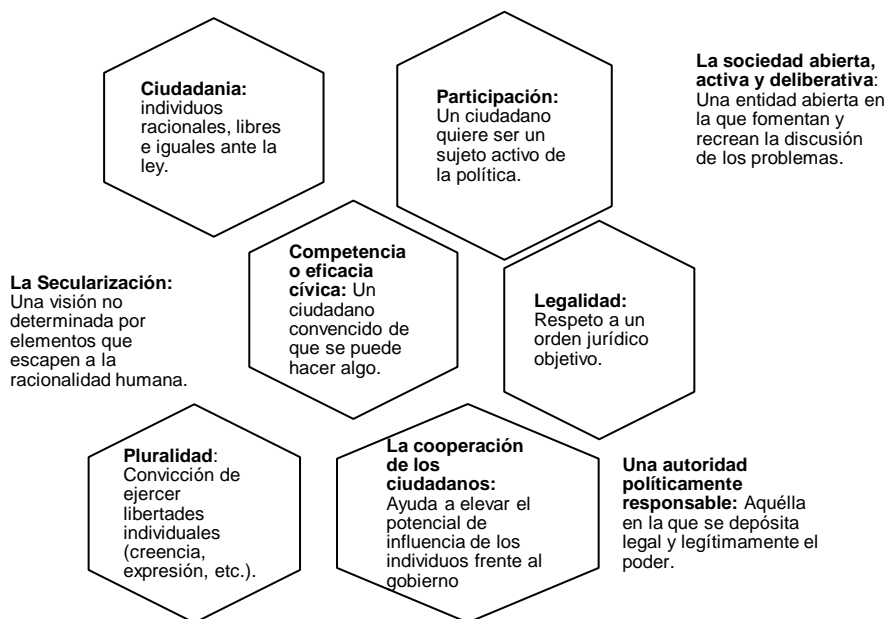 Ciudadania:
individuos
racionales, libres
e iguales ante la
ley.
Participación:
Un ciudadano
quiere ser un
sujeto activo de
la política.
La sociedad abierta,
activa y deliberativa:
Una entidad abierta en
la que fomentan y
recrean la discusión
de los problemas.
La Secularización:
Una visión no
determinada por
elementos que
escapen a la
racionalidad humana.
Competencia
o eficacia
cívica: Un
ciudadano
convencido de
que se puede
hacer algo.
Legalidad:
Respeto a un
orden jurídico
objetivo.
Pluralidad:
Convicción de
ejercer
libertades
individuales
(creencia,
expresión, etc.).
La cooperación
de los
ciudadanos:
Ayuda a elevar el
potencial de
influencia de los
individuos frente al
gobierno
Una autoridad
políticamente
responsable: Aquélla
en la que se depósita
legal y legítimamente el
poder.